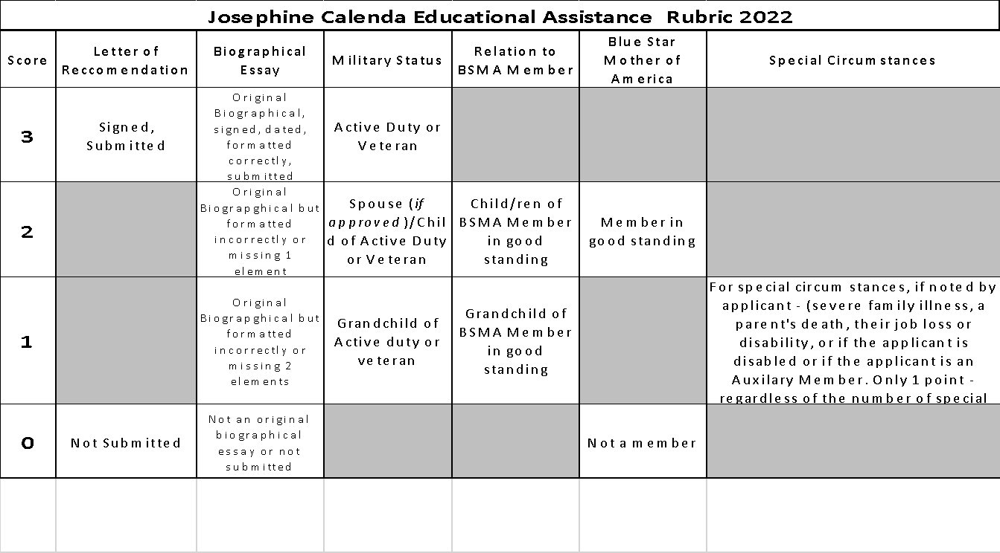 Josephine Calenda Educational Assistance Rubric 2022
Score
Letter of
Reccomendation
Biographical
Essay
Military Status
Relation to
BSMA Member
Blue Star
Mother of
America
Special Circumstances
3
Signed,
Submitted
Original
Biographical,
signed, dated,
formatted
correctly,
submitted
Active Duty or
Veteran
2
Original
Biograpghical but
formatted
incorrectly or
missing 1
element
Spouse (if
approved)/Chil
d of Active Duty
or Veteran
Child/ren of
BSMA Member
in good
standing
Member in
good standing
1
Original
Biograpghical but
formatted
incorrectly or
missing 2
elements
Grandchild of
Active duty or
veteran
Grandchild of
BSMA Member
in good
standing
For special circumstances, if noted by
applicant - (severe family illness, a
parent's death, their job loss or
disability, or if the applicant is
disabled or if the applicant is an
Auxilary Member. Only 1 point -
regardless of the number of special
0
Not Submitted
Not an original
biographical
essay or not
submitted
Not a member